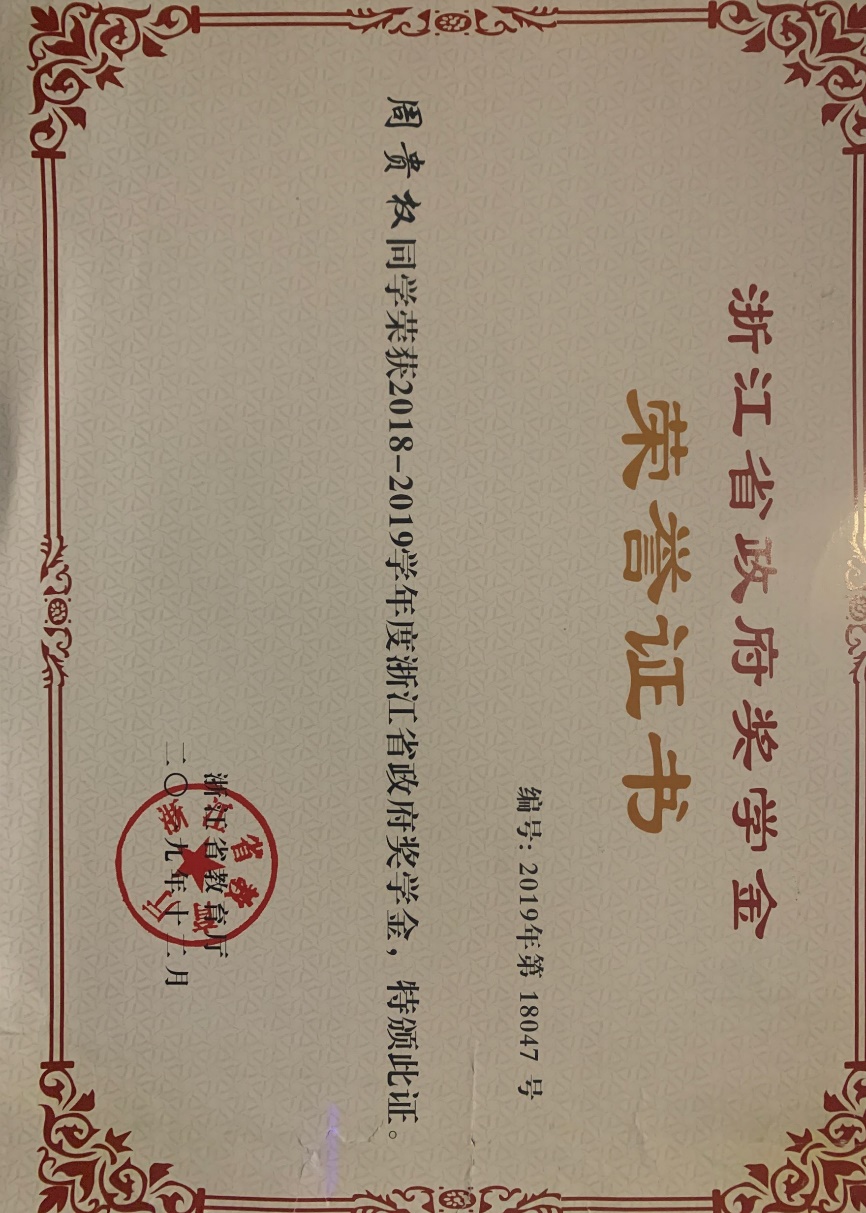 浙江省政府奖学金
荣誉证书
编号: 2019年第 18047 号
周贵权同学荣获2018-2019学年度浙江省政府奖学金，特颁此证。
浙江省教育厅
二〇一九年十二月